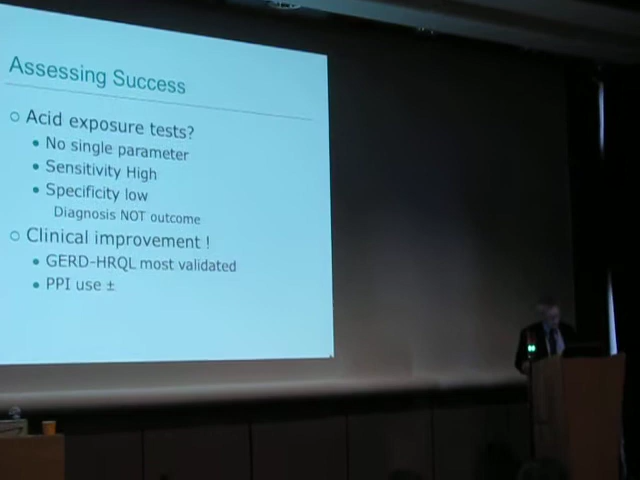 Assessing Success
Acid exposure tests?
No single parameter
Sensitivity High
Specificity low
Diagnosis NOT outcome
Clinical improvement !
GERD-HRQL most validated
PPI use ±